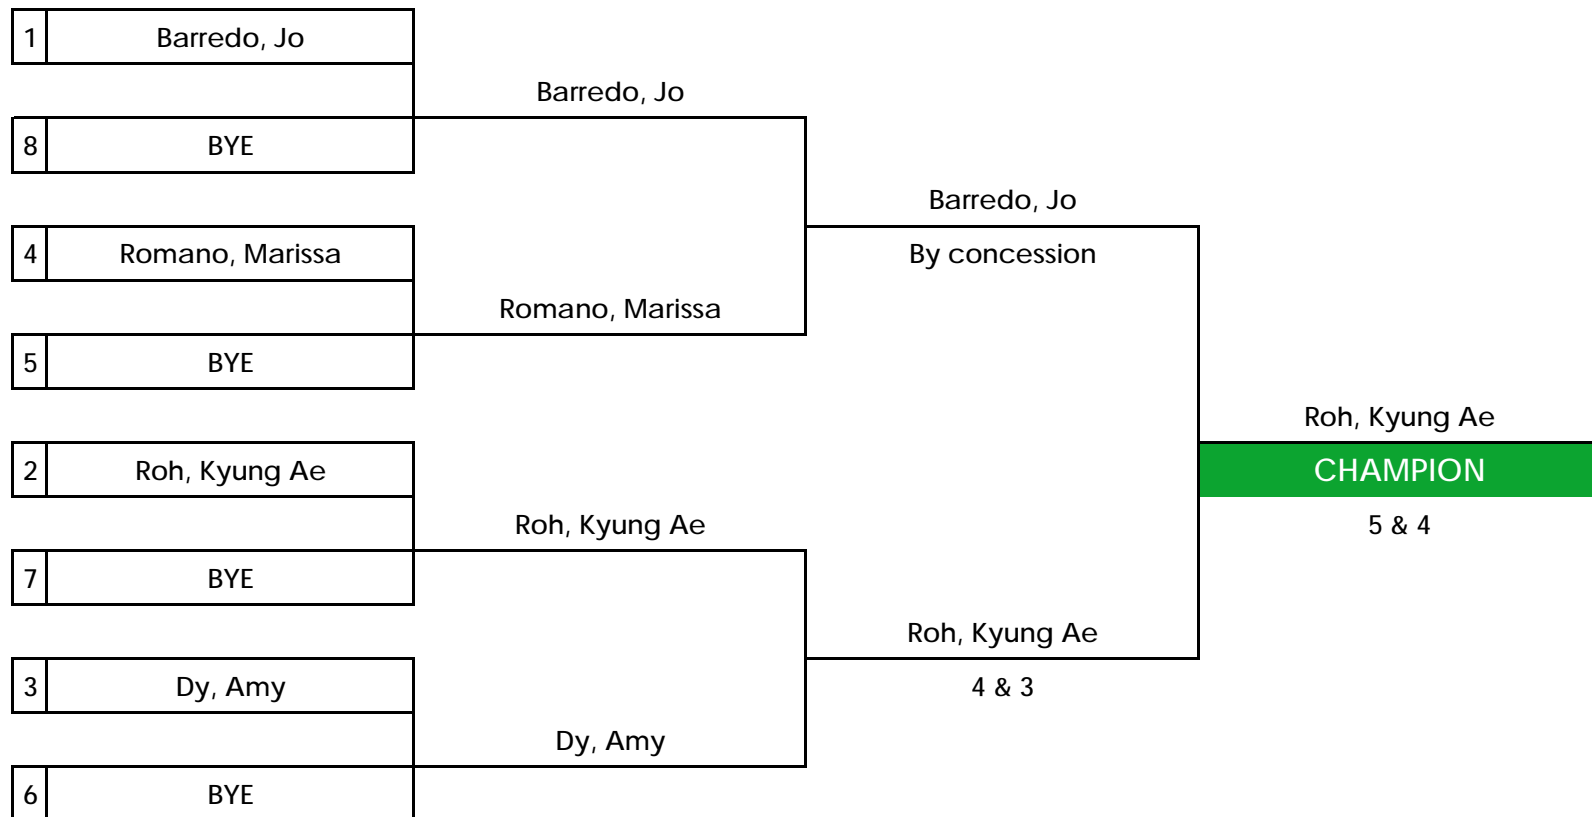 1 Barredo, Jo
Barredo, Jo
8 BYE
Barredo, Jo
4 Romano, Marissa
By concession
Romano, Marissa
5 BYE
Roh, Kyung Ae
2 Roh, Kyung Ae
CHAMPION
Roh, Kyung Ae
5 & 4
7 BYE
Roh, Kyung Ae
3 Dy, Amy
4 & 3
Dy, Amy
6 BYE